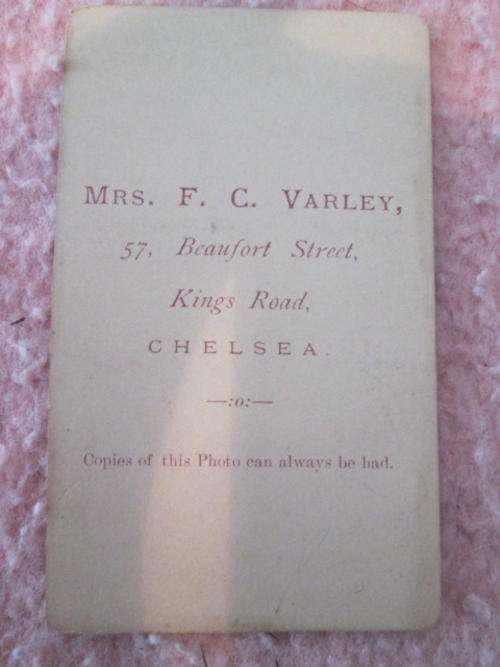 MRS. F. C. VARLEY,
57, Beaufort Street,
Kings Road,
CHELSEA.
—:o:—
Copies of this Photo can always be had.